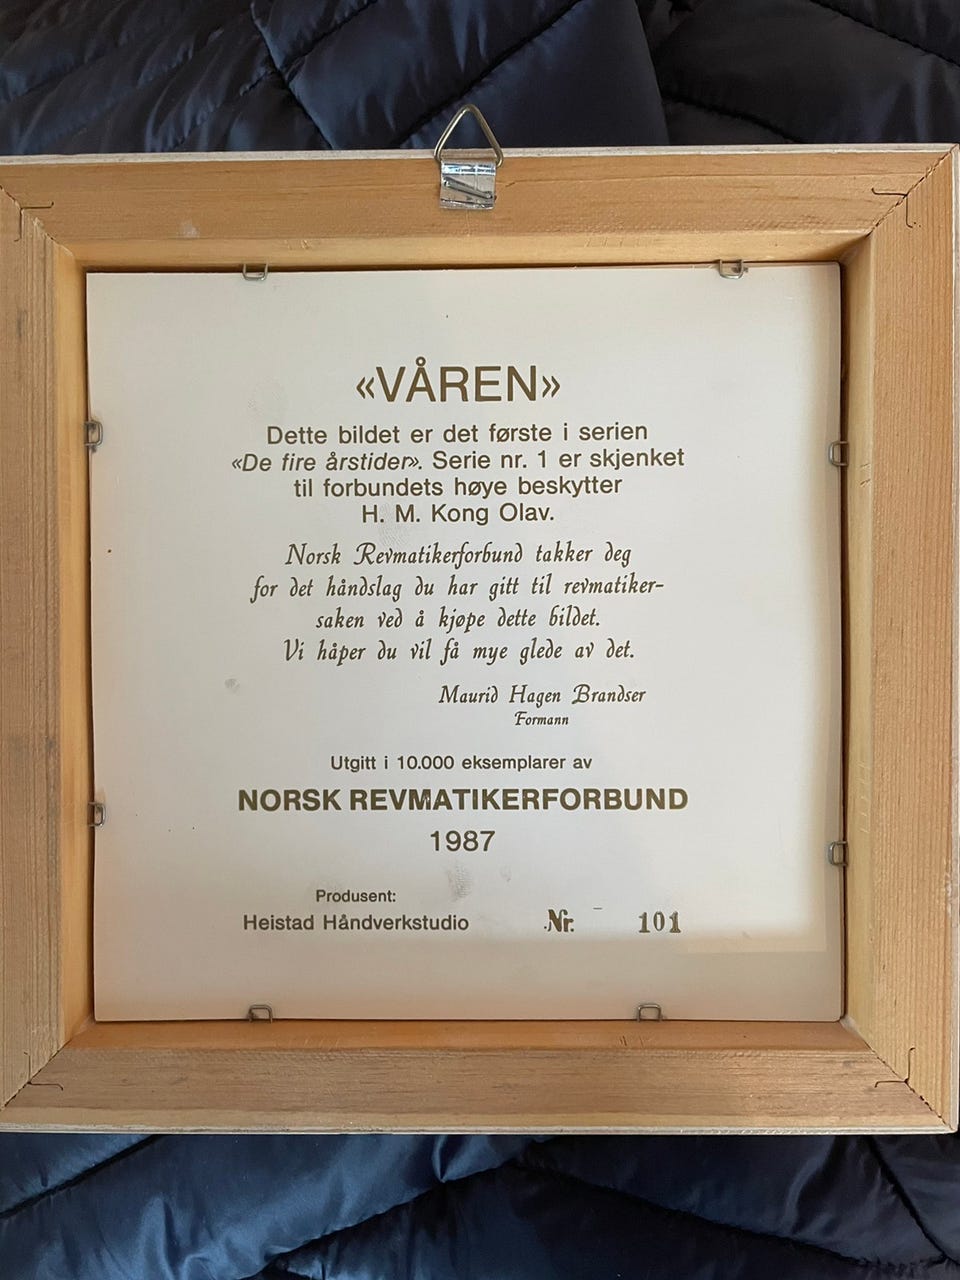 «VÅREN»
Dette bildet er det første i serien
«De fire årstider». Serie nr. 1 er skjenket
til forbundets høye beskytter
H. M. Kong Olav.
Norsk Revmatikerforbund takker deg
for det håndslag du har gitt til revmatiker-
saken ved å kjøpe dette bildet.
Vi håper du vil få mye glede av det.
Maurid Hagen Brandser
Formann
Utgitt i 10.000 eksemplarer av
NORSK REVMATIKERFORBUND
1987
Produsent:
Heistad Håndverkstudio Nr. 101